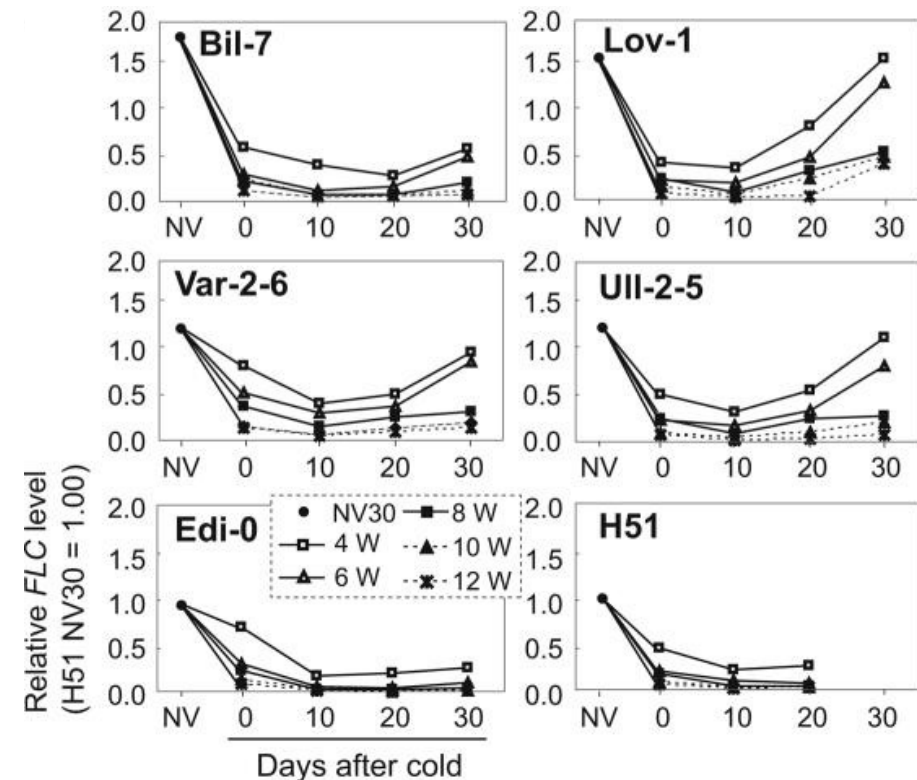 Bil-7
2.0
1.5
1.0
0.5
0.0
NV 0 10 20 30
Lov-1
2.0
1.5
1.0
0.5
0.0
NV 0 10 20 30
Var-2-6
2.0
1.5
1.0
0.5
0.0
NV 0 10 20 30
Ull-2-5
2.0
1.5
1.0
0.5
0.0
NV 0 10 20 30
Edi-0
2.0
1.5
1.0
0.5
0.0
NV 0 10 20 30
NV30
4 W
6 W
8 W
10 W
12 W
H51
2.0
1.5
1.0
0.5
0.0
NV 0 10 20 30
Relative FLC level
(H51 NV30 = 1.00)
Days after cold